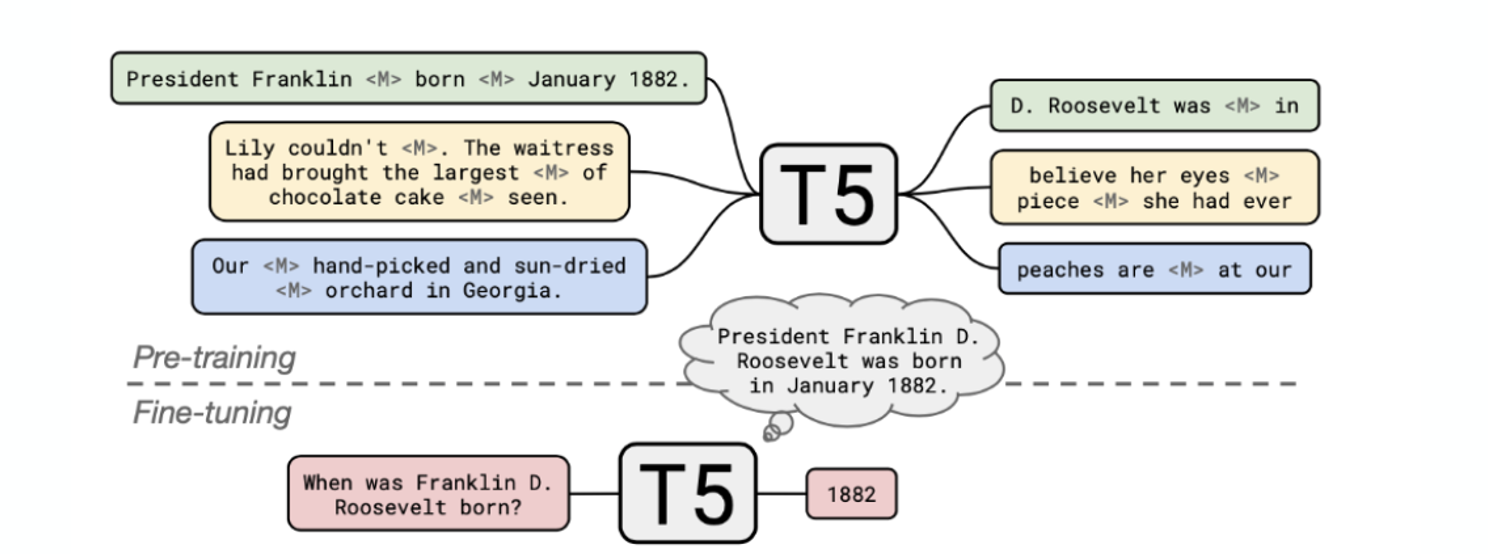 President Franklin <M> born <M> January 1882.
Lily couldn't <M>. The waitress
had brought the largest <M> of
chocolate cake <M> seen.
Our <M> hand-picked and sun-dried
<M> orchard in Georgia.
T5
D. Roosevelt was <M> in
believe her eyes <M>
piece <M> she had ever
peaches are <M> at our
Pre-training
President Franklin D.
Roosevelt was born
in January 1882.
Fine-tuning
When was Franklin D.
Roosevelt born?
T5
1882